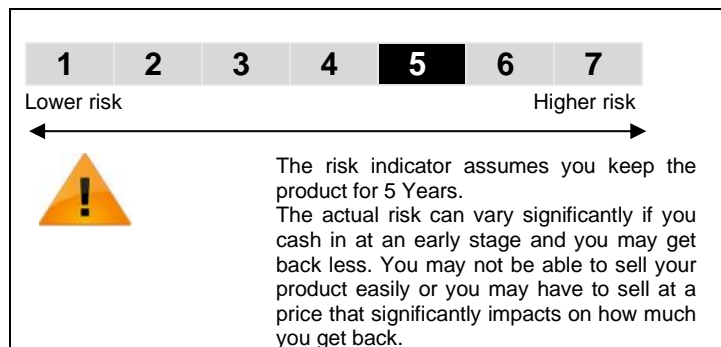 1 2 3 4 5 6 7
Lower risk Higher risk
!
The risk indicator assumes you keep the
product for 5 Years.
The actual risk can vary significantly if you
cash in at an early stage and you may get
back less. You may not be able to sell your
product easily or you may have to sell at a
price that significantly impacts on how much
you get back.